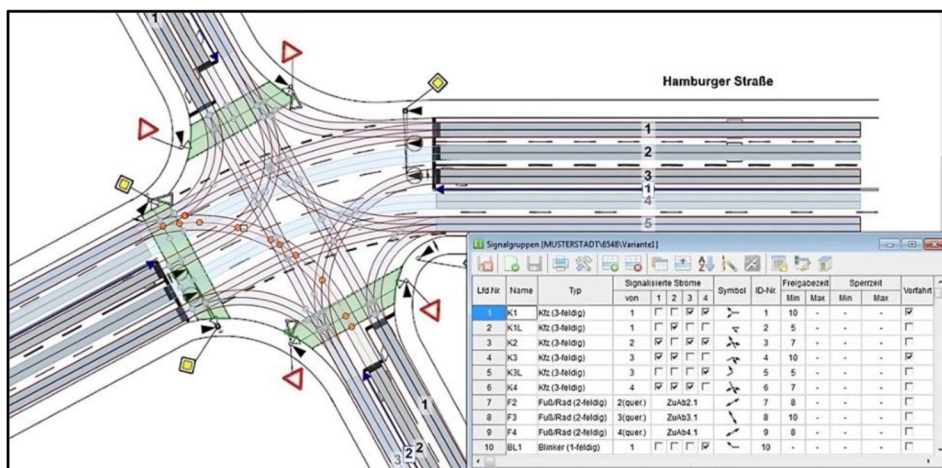 1
Hamburger Straße
1
2
3
1
4
5
1
2
2
3
Signalgruppen [MUSTERSTADT\6548\Variante1]
Lfd.Nr. Name Typ Signalisierte Ströme Symbol ID-Nr. Freigabezeit Sperrzeit Vorfahrt
von 1 2 3 4 Min Max Min Max
1 K1 Kfz (3-feldig) 1 1 10 - - -
2 K1L Kfz (3-feldig) 1 2 5 - - -
3 K2 Kfz (3-feldig) 2 3 7 - - -
4 K3 Kfz (3-feldig) 3 4 10 - - -
5 K3L Kfz (3-feldig) 3 5 5 - - -
6 K4 Kfz (3-feldig) 4 6 7 - - -
7 F2 Fuß/Rad (2-feldig) 2(quer.) ZuAb2.1 7 8 - - -
8 F3 Fuß/Rad (2-feldig) 3(quer.) ZuAb3.1 8 10 - - -
9 F4 Fuß/Rad (2-feldig) 4(quer.) ZuAb4.1 9 8 - - -
10 BL1 Blinker (1-feldig) 1 10 - - - -